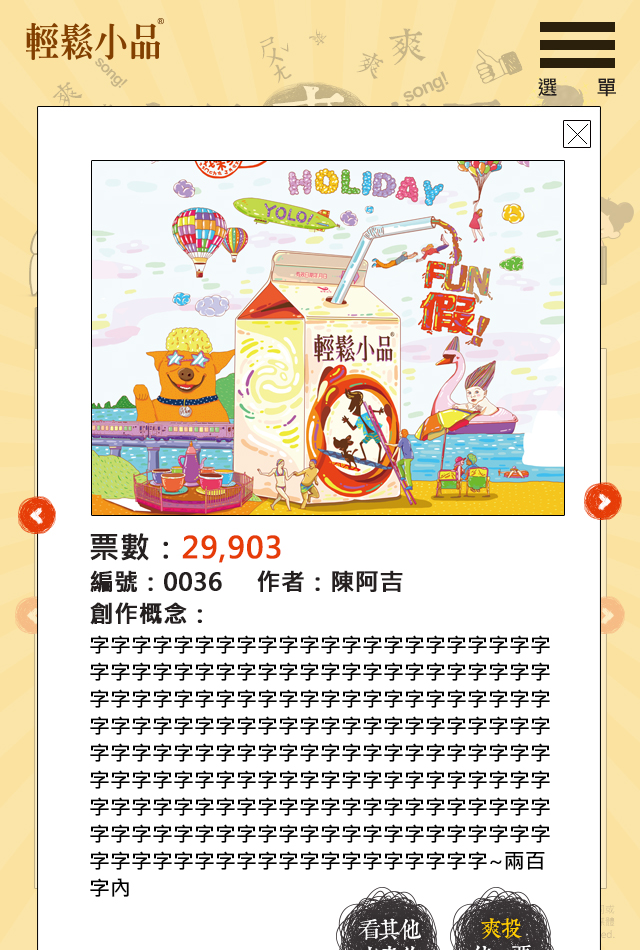 輕鬆小品®
選 單
song!
爽
爽
爽
song!
HOLIDAY
YOLO!
FUN
假!
輕鬆小品
票數：29,903
編號：0036 作者：陳阿吉
創作概念：
字字字字字字字字字字字字字字字字字字字字字字
字字字字字字字字字字字字字字字字字字字字字字
字字字字字字字字字字字字字字字字字字字字字字
字字字字字字字字字字字字字字字字字字字字字字
字字字字字字字字字字字字字字字字字字字字字字
字字字字字字字字字字字字字字字字字字字字字字
字字字字字字字字字字字字字字字字字字字字字字
字字字字字字字字字字字字字字字字字字字字字字
字字字字字字字字字字字字字字字字字字字~兩百
字內
看其他 爽投